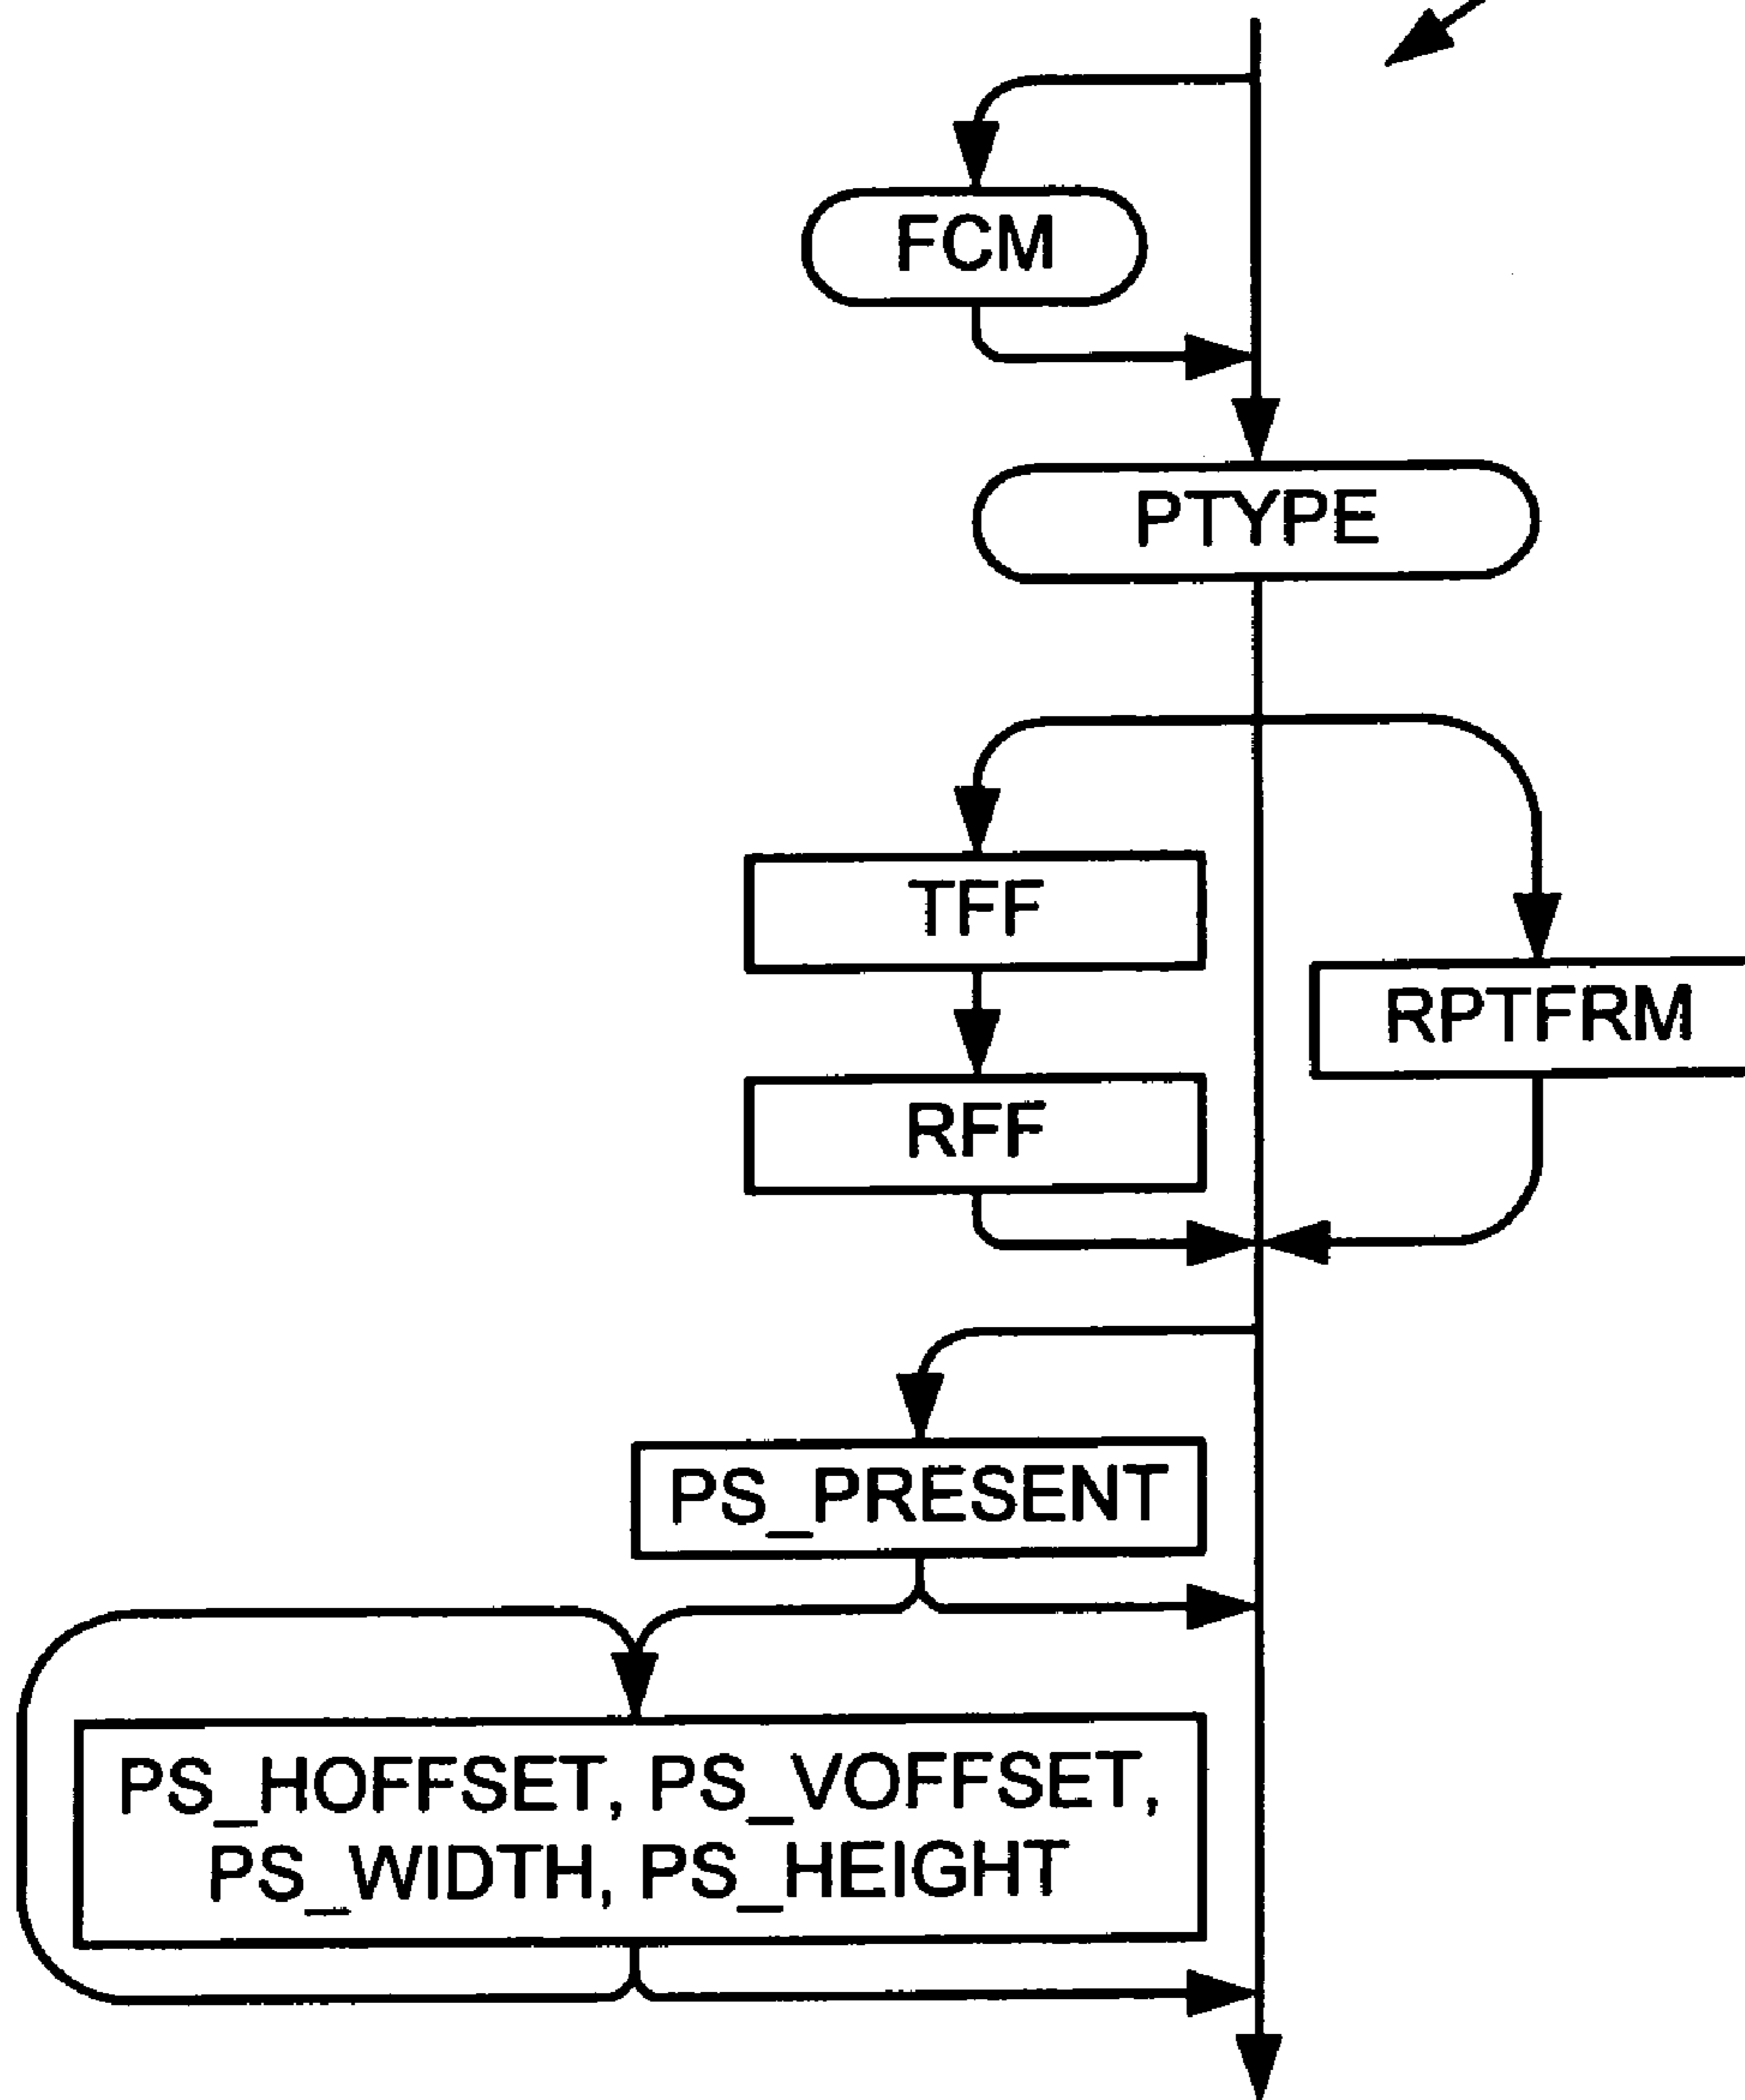 FCM
PTYPE
TFF
RPTFRM
RFF
PS_PRESENT
PS_HOFFSET, PS_VOFFSET,
PS_WIDTH, PS_HEIGHT